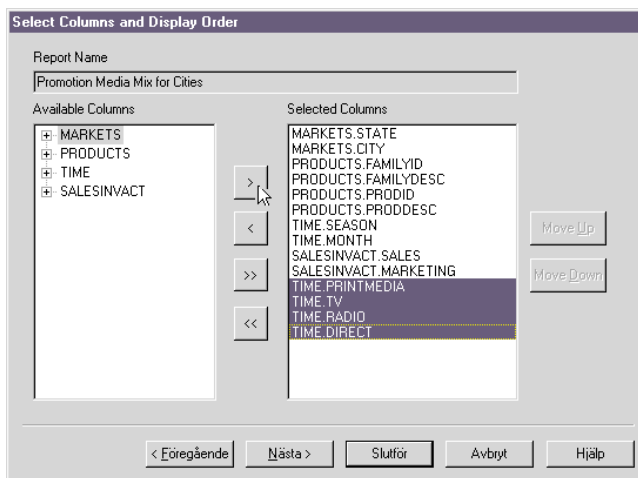 Select Columns and Display Order
Report Name
Promotion Media Mix for Cities
Available Columns
MARKETS
PRODUCTS
TIME
SALESINVACT
>
<
>>
<<
Selected Columns
MARKETS.STATE
MARKETS.CITY
PRODUCTS.FAMILYID
PRODUCTS.FAMILYDESC
PRODUCTS.PRODID
PRODUCTS.PRODDESC
TIME.SEASON
TIME.MONTH
SALESINVACT.SALES
SALESINVACT.MARKETING
TIME.PRINTMEDIA
TIME.TV
TIME.RADIO
TIME.DIRECT
Move Up
Move Down
< Föregående
Nästa >
Slutför
Avbryt
Hjälp